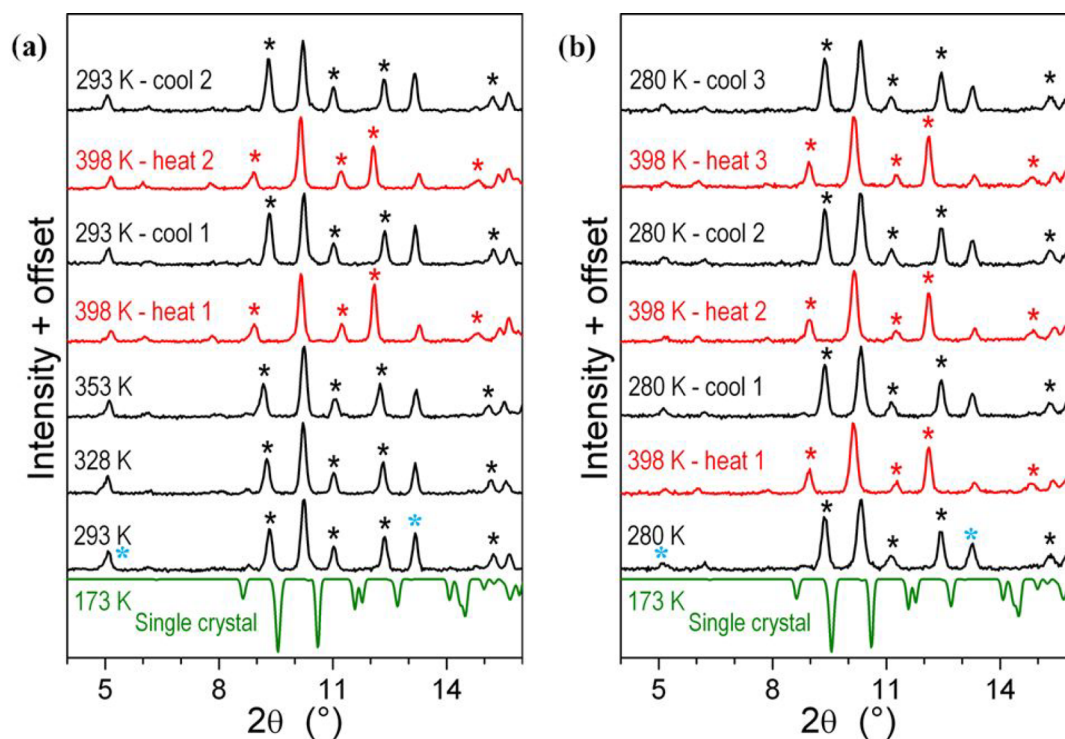 (a)
Intensity + offset
293 K - cool 2
*
*
*
*
*
398 K - heat 2
*
*
*
*
293 K - cool 1
*
*
*
*
398 K - heat 1
*
*
*
*
353 K
*
*
*
*
328 K
*
*
*
*
293 K
*
*
*
*
*
*
173 K
Single crystal
5 8 11 14
2θ (°)
(b)
Intensity + offset
280 K - cool 3
*
*
*
*
398 K - heat 3
*
*
*
*
280 K - cool 2
*
*
*
*
398 K - heat 2
*
*
*
*
280 K - cool 1
*
*
*
*
398 K - heat 1
*
*
*
*
280 K
*
*
*
*
*
*
173 K
Single crystal
5 8 11 14
2θ (°)